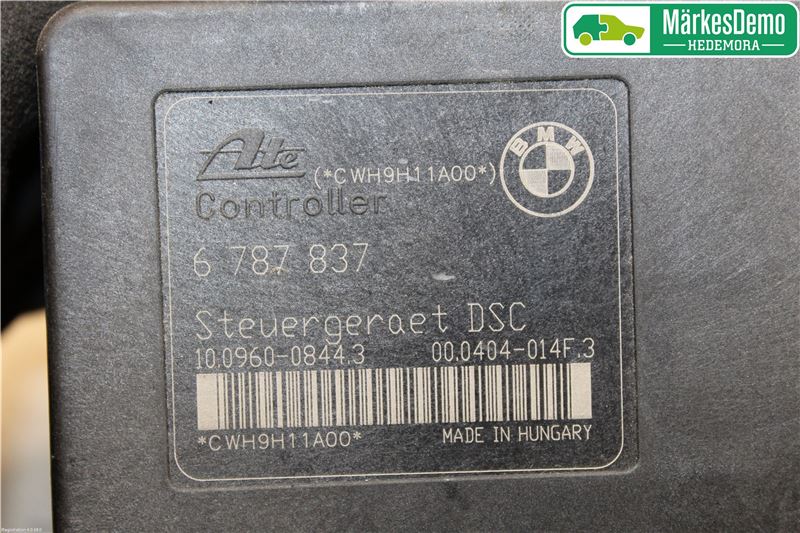 MärkesDemo
HEDEMORA
Ate (*CWH9H11A00*)
BMW
Controller
6 787 837
Steuergeraet DSC
10.0960-0844.3 00.0404-014F.3
*CWH9H11A00* MADE IN HUNGARY